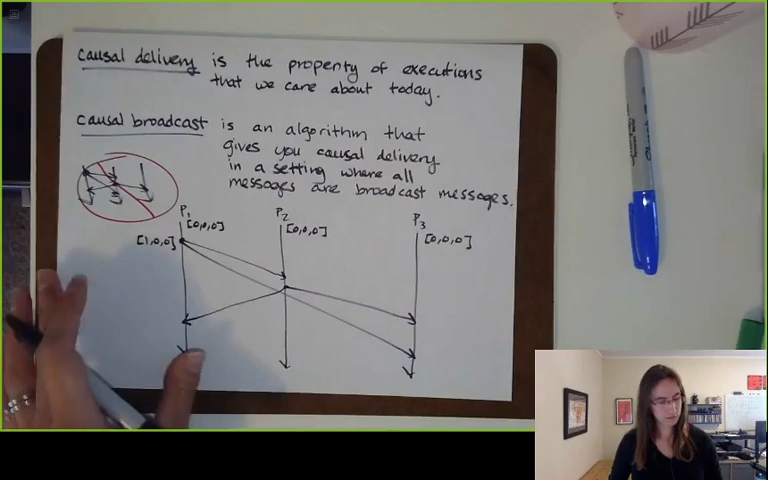 causal delivery is the property of executions
that we care about today.
causal broadcast is an algorithm that
gives you causal delivery
in a setting where all
messages are broadcast messages.
P1 P2 P3
[0,0,0] [0,0,0] [0,0,0]
[1,0,0]